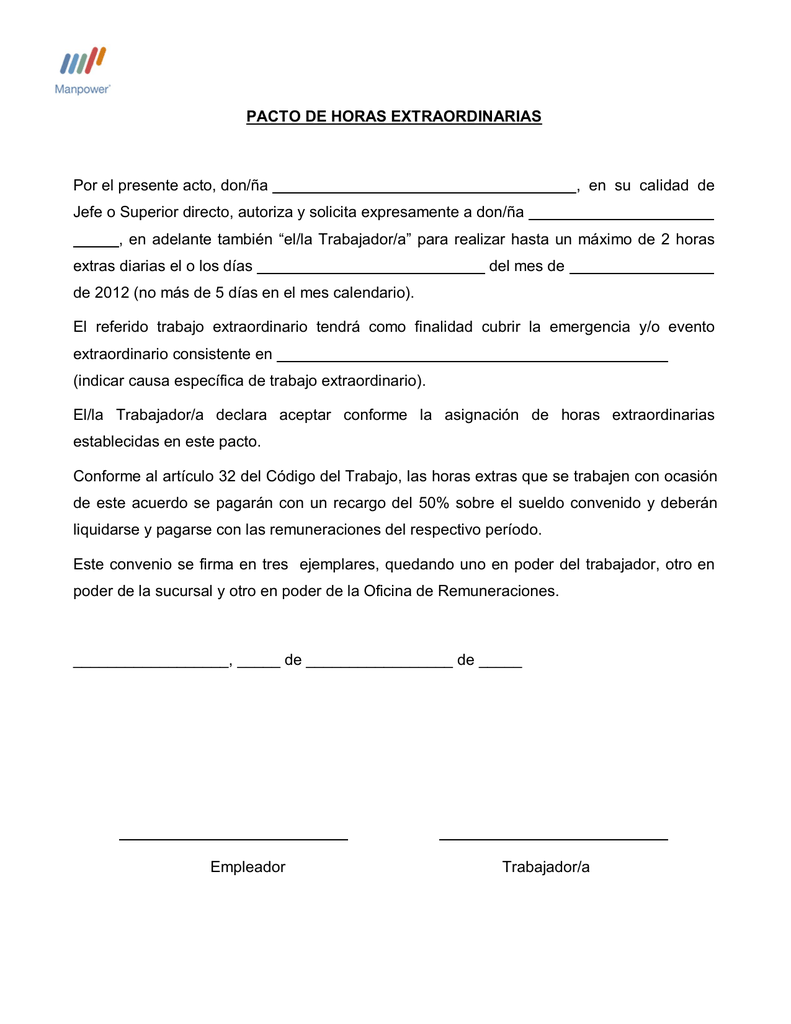 Manpower
PACTO DE HORAS EXTRAORDINARIAS
Por el presente acto, don/ña ___________________________________, en su calidad de
Jefe o Superior directo, autoriza y solicita expresamente a don/ña _____________________
_____, en adelante también “el/la Trabajador/a” para realizar hasta un máximo de 2 horas
extras diarias el o los días __________________________ del mes de ________________
de 2012 (no más de 5 días en el mes calendario).
El referido trabajo extraordinario tendrá como finalidad cubrir la emergencia y/o evento
extraordinario consistente en _____________________________________________
(indicar causa específica de trabajo extraordinario).
El/la Trabajador/a declara aceptar conforme la asignación de horas extraordinarias
establecidas en este pacto.
Conforme al artículo 32 del Código del Trabajo, las horas extras que se trabajen con ocasión
de este acuerdo se pagarán con un recargo del 50% sobre el sueldo convenido y deberán
liquidarse y pagarse con las remuneraciones del respectivo período.
Este convenio se firma en tres ejemplares, quedando uno en poder del trabajador, otro en
poder de la sucursal y otro en poder de la Oficina de Remuneraciones.
__________________, _____ de _________________ de _____
Empleador Trabajador/a